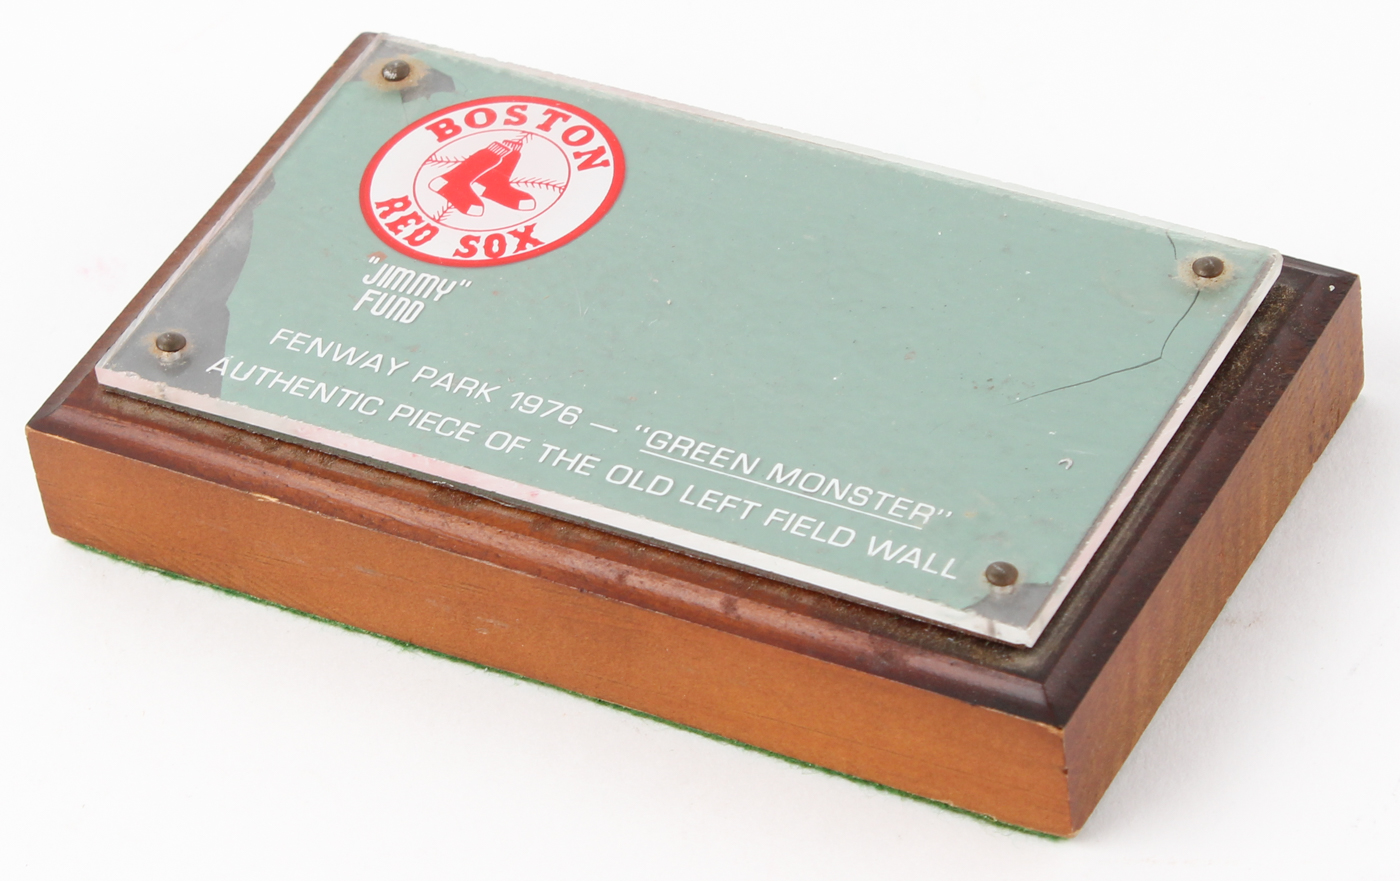 BOSTON
RED SOX
"JIMMY"
FUND
FENWAY PARK 1976 — "GREEN MONSTER"
AUTHENTIC PIECE OF THE OLD LEFT FIELD WALL